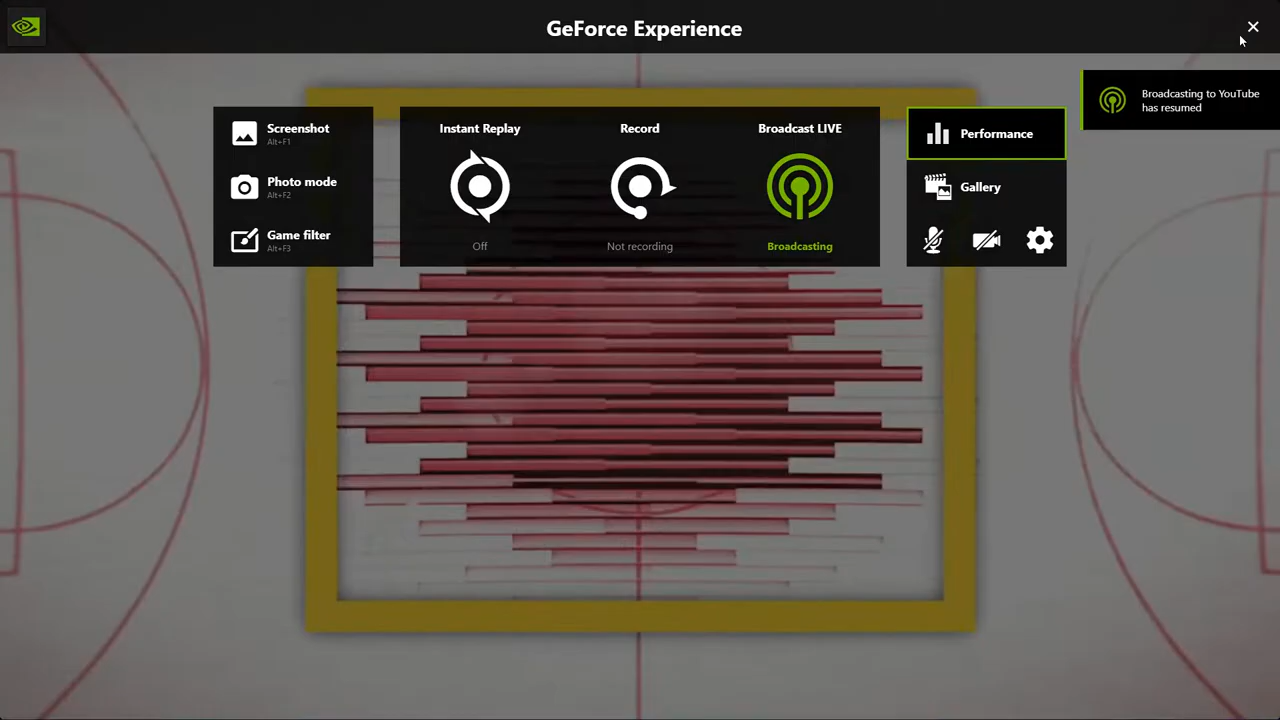 GeForce Experience
Broadcasting to YouTube
has resumed
Screenshot
Alt+F1
Photo mode
Alt+F2
Game filter
Alt+F3
Instant Replay
Off
Record
Not recording
Broadcast LIVE
Broadcasting
Performance
Gallery